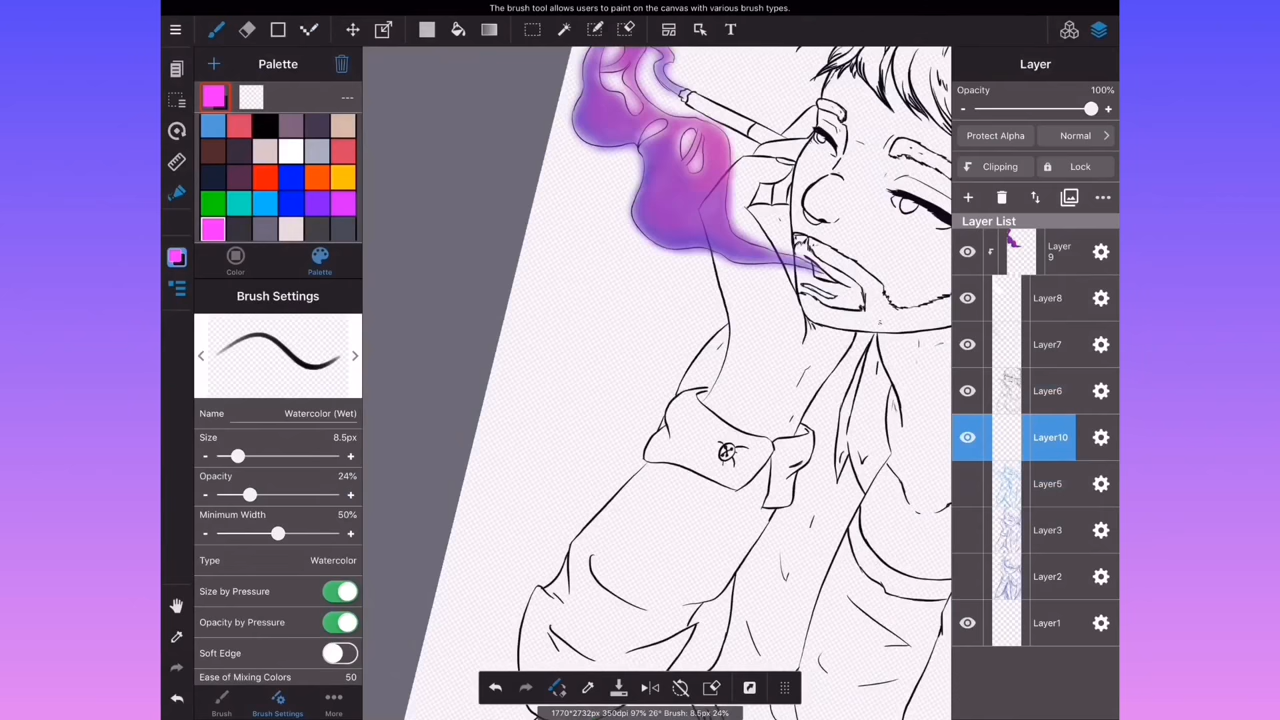 The brush tool allows users to paint on the canvas with various brush types.
T
Palette
Layer
Opacity
100%
Protect Alpha
Normal
Clipping
Lock
Layer List
Layer
9
Layer8
Layer7
Layer6
Layer10
Layer5
Layer3
Layer2
Layer1
Color
Palette
Brush Settings
Name
Watercolor (Wet)
Size
8.5px
Opacity
24%
Minimum Width
50%
Type
Watercolor
Size by Pressure
Opacity by Pressure
Soft Edge
Ease of Mixing Colors
50
Brush
Brush Settings
More
1770*2732px 350dpi 97% 26° Brush: 8.5px 24%